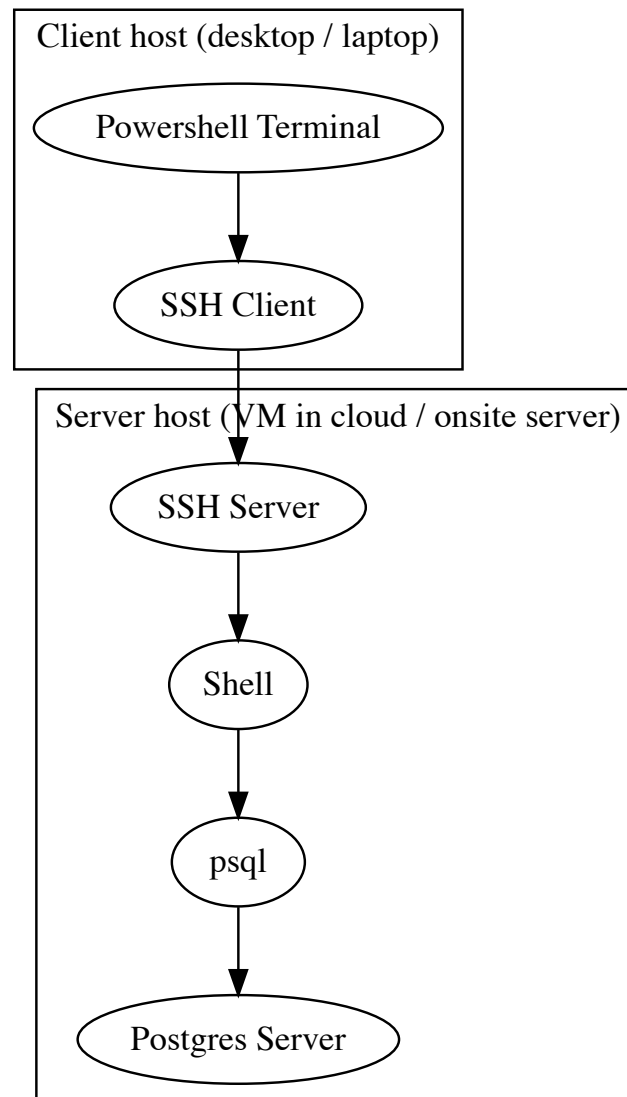 Client host (desktop / laptop)
Powershell Terminal
SSH Client
Server host (VM in cloud / onsite server)
SSH Server
Shell
psql
Postgres Server